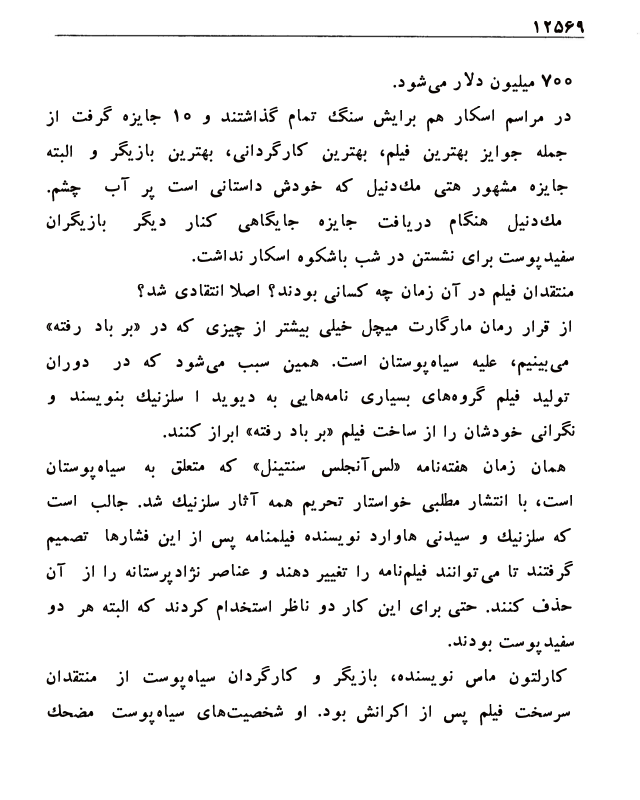 ۱۲۵۶۹
۷۰۰ میلیون دلار می‌شود.
در مراسم اسکار هم برایش سنگ تمام گذاشتند و ۱۰ جایزه گرفت از
جمله جوایز بهترین فیلم، بهترین کارگردانی، بهترین بازیگر و البته
جایزه مشهور هتی مک‌دنیل که خودش داستانی است پر آب چشم.
مک‌دنیل هنگام دریافت جایزه جایگاهی کنار دیگر بازیگران
سفیدپوست برای نشستن در شب باشکوه اسکار نداشت.
منتقدان فیلم در آن زمان چه کسانی بودند؟ اصلا انتقادی شد؟
از قرار رمان مارگارت میچل خیلی بیشتر از چیزی که در «بر باد رفته»
می‌بینیم، علیه سیاه‌پوستان است. همین سبب می‌شود که در دوران
تولید فیلم گروه‌های بسیاری نامه‌هایی به دیوید ا سلزنیک بنویسند و
نگرانی خودشان را از ساخت فیلم «بر باد رفته» ابراز کنند.
همان زمان هفته‌نامه «لس‌آنجلس سنتینل» که متعلق به سیاه‌پوستان
است، با انتشار مطلبی خواستار تحریم همه آثار سلزنیک شد. جالب است
که سلزنیک و سیدنی هاوارد نویسنده فیلمنامه پس از این فشارها تصمیم
گرفتند تا می‌توانند فیلم‌نامه را تغییر دهند و عناصر نژادپرستانه را از آن
حذف کنند. حتی برای این کار دو ناظر استخدام کردند که البته هر دو
سفیدپوست بودند.
کارلتون ماس نویسنده، بازیگر و کارگردان سیاه‌پوست از منتقدان
سرسخت فیلم پس از اکرانش بود. او شخصیت‌های سیاه‌پوست مضحک